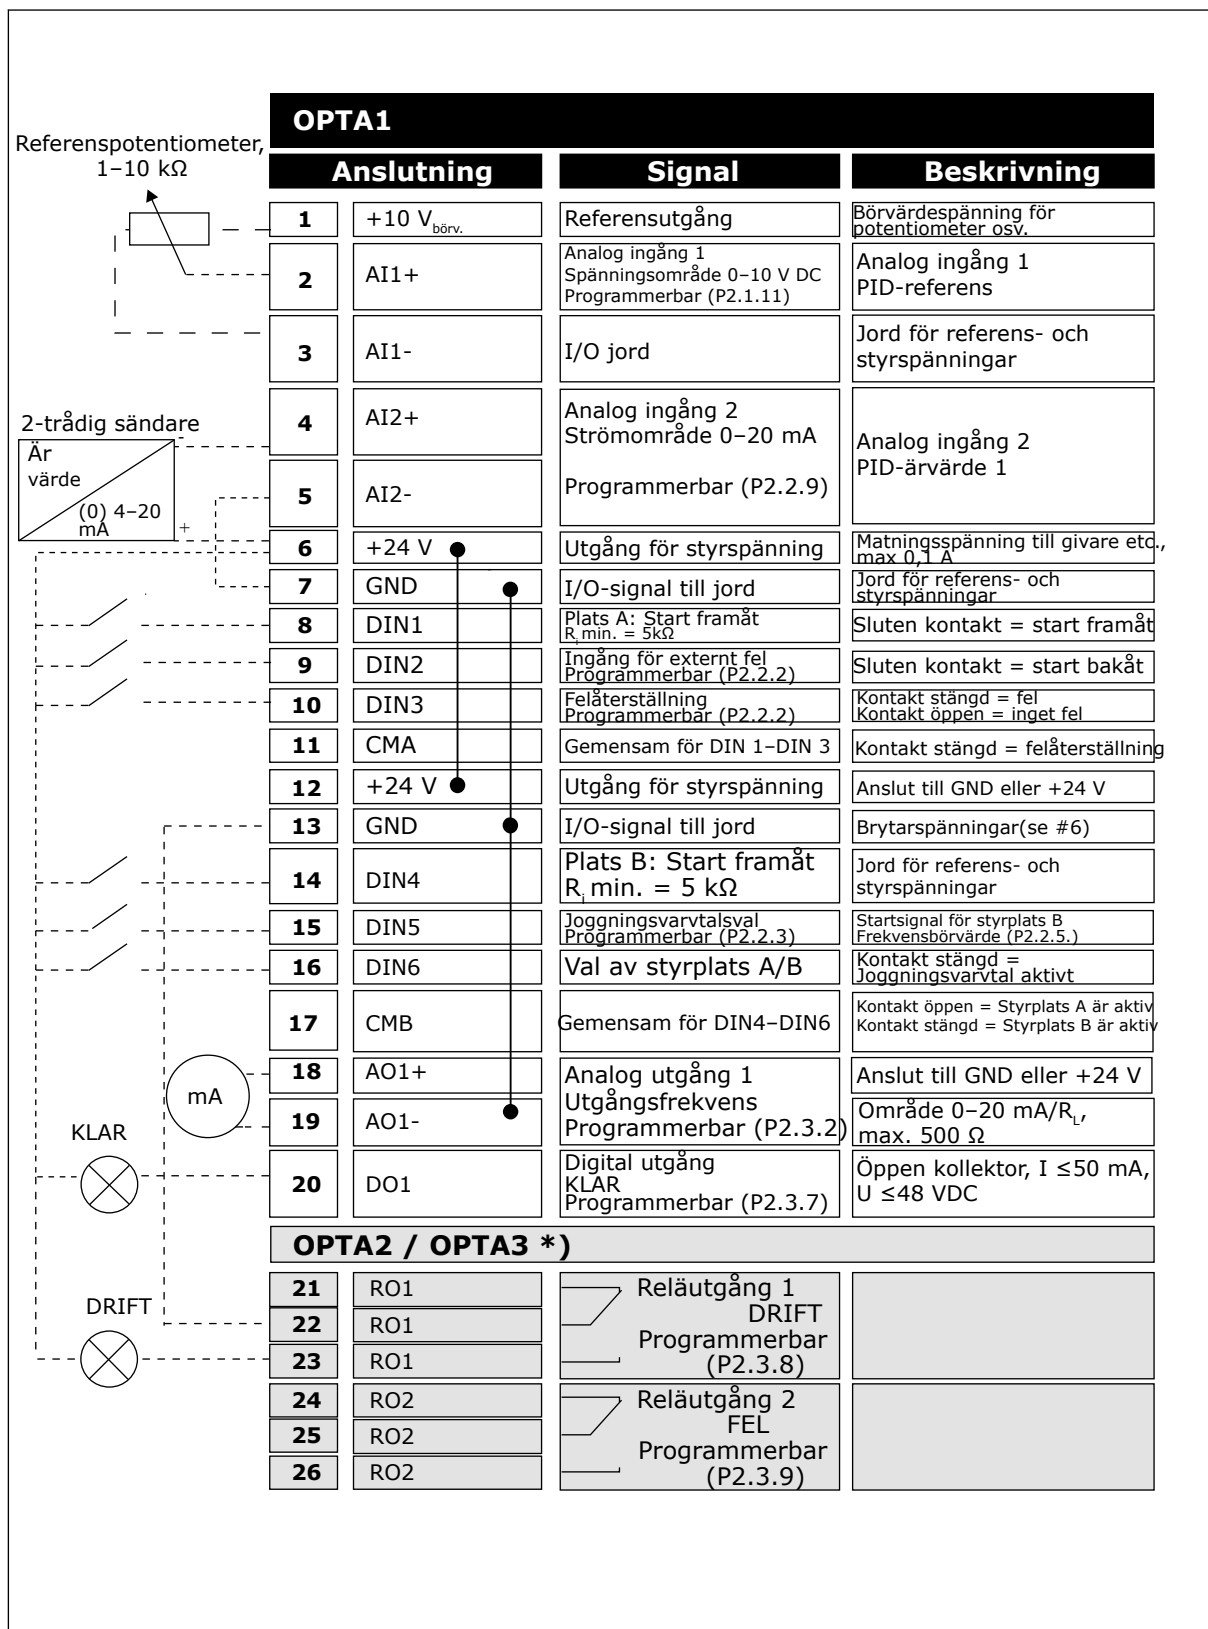 OPTA1
Referenspotentiometer,
1–10 kΩ
Anslutning Signal Beskrivning
1 +10 Vbörv. Referensutgång Börvärdespänning för
potentiometer osv.
2 AI1+ Analog ingång 1
Spänningsområde 0–10 V DC
Programmerbar (P2.1.11)
Analog ingång 1
PID-referens
3 AI1- I/O jord Jord för referens- och
styrspänningar
2-trådig sändare
-
Är
värde
(0) 4–20
mA
+
4 AI2+ Analog ingång 2
Strömområde 0–20 mA
5 AI2- Programmerbar (P2.2.9)
Analog ingång 2
PID-ärvärde 1
6 +24 V Utgång för styrspänning Matningsspänning till givare etc.,
max 0,1 A
7 GND I/O-signal till jord Jord för referens- och
styrspänningar
8 DIN1 Plats A: Start framåt
Ri min. = 5kΩ
Sluten kontakt = start framåt
9 DIN2 Ingång för externt fel
Programmerbar (P2.2.2)
Sluten kontakt = start bakåt
10 DIN3 Felåterställning
Programmerbar (P2.2.2)
Kontakt stängd = fel
Kontakt öppen = inget fel
11 CMA Gemensam för DIN 1–DIN 3 Kontakt stängd = felåterställning
12 +24 V Utgång för styrspänning Anslut till GND eller +24 V
13 GND I/O-signal till jord Brytarspänningar(se #6)
14 DIN4 Plats B: Start framåt
Ri min. = 5 kΩ
Jord för referens- och
styrspänningar
15 DIN5 Joggningsvarvtalsval
Programmerbar (P2.2.3)
Startsignal för styrplats B
Frekvensbörvärde (P2.2.5.)
16 DIN6 Val av styrplats A/B Kontakt stängd =
Joggningsvarvtal aktivt
17 CMB Gemensam för DIN4–DIN6 Kontakt öppen = Styrplats A är aktiv
Kontakt stängd = Styrplats B är aktiv
mA
18 AO1+ Analog utgång 1
Utgångsfrekvens
Programmerbar (P2.3.2)
Anslut till GND eller +24 V
19 AO1- Område 0–20 mA/RL,
max. 500 Ω
KLAR
20 DO1 Digital utgång
KLAR
Programmerbar (P2.3.7)
Öppen kollektor, I ≤50 mA,
U ≤48 VDC
OPTA2 / OPTA3 *)
DRIFT
21 RO1
22 RO1
23 RO1
Reläutgång 1
DRIFT
Programmerbar
(P2.3.8)
24 RO2
25 RO2
26 RO2
Reläutgång 2
FEL
Programmerbar
(P2.3.9)